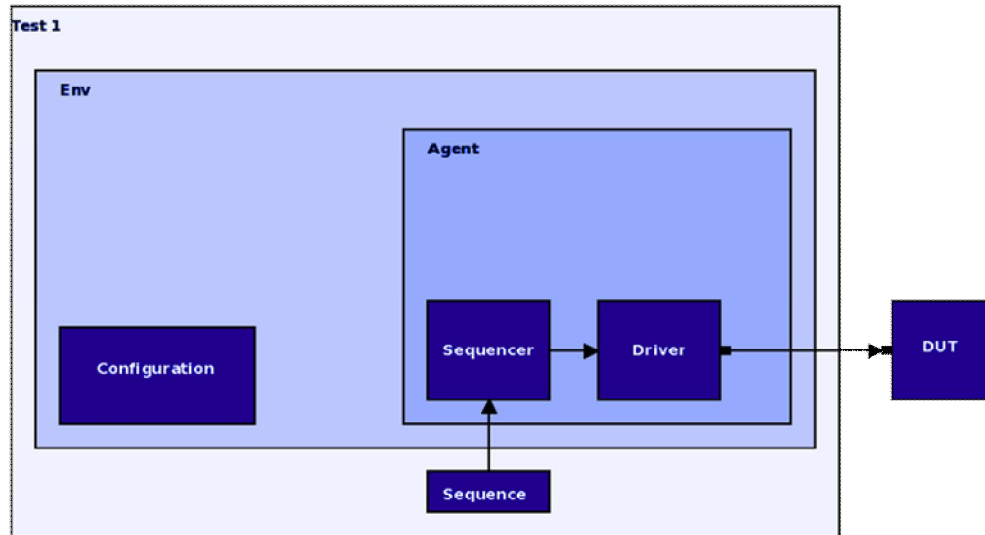 Test 1
Env
Agent
Sequencer
Driver
DUT
Configuration
Sequence